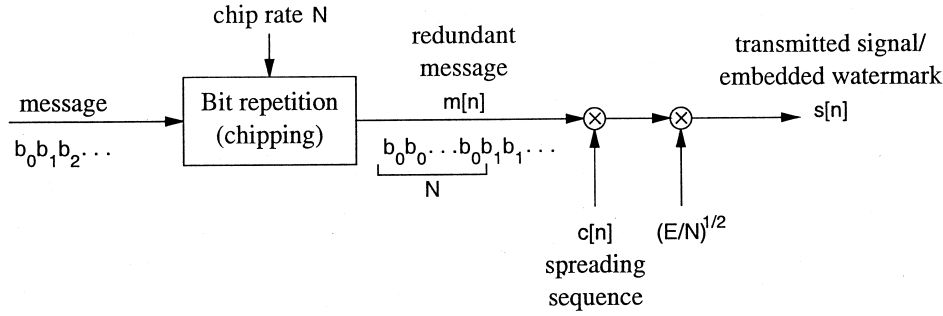 chip rate N
redundant
message
m[n]
transmitted signal/
embedded watermark
s[n]
message
b0b1b2...
Bit repetition
(chipping)
b0b0...b0b1b1...
N
×
×
c[n]
spreading
sequence
(E/N)^1/2